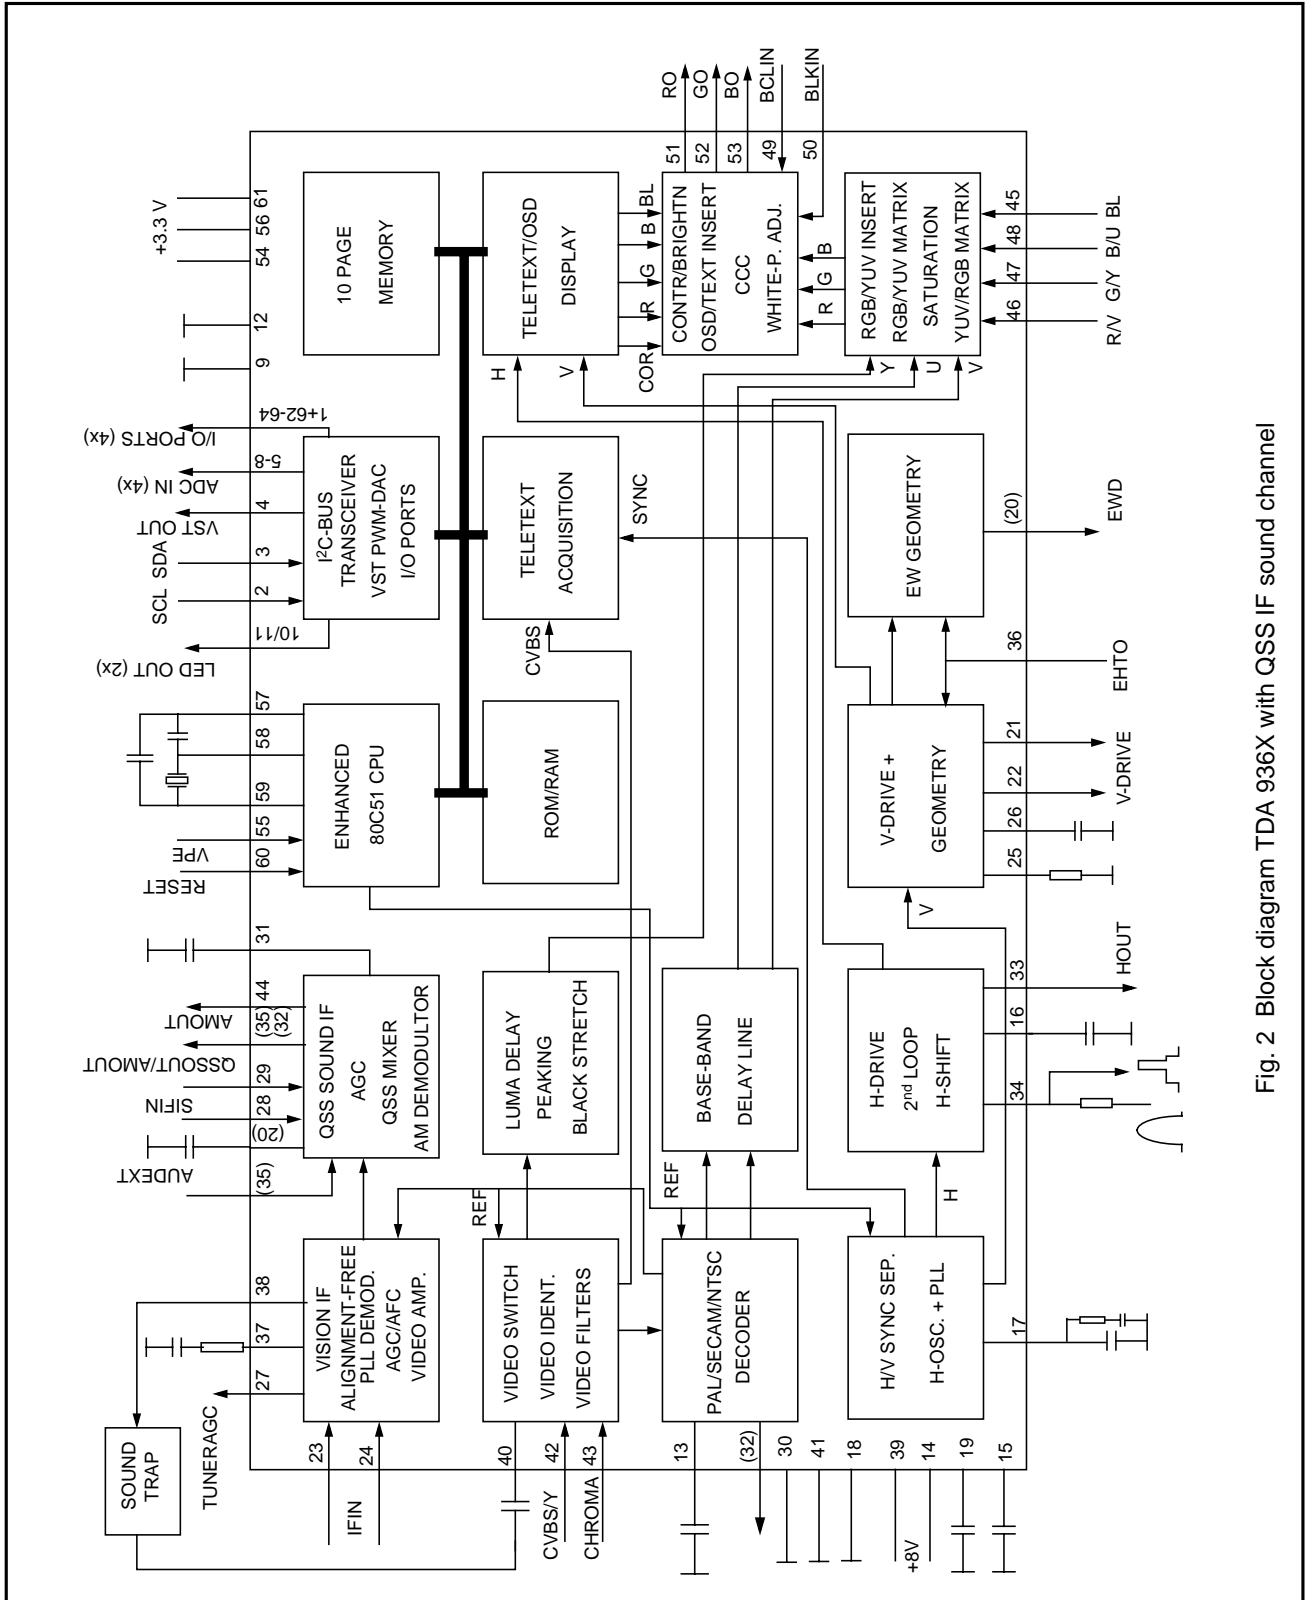 +3.3 V
54
56
61
12
9
I/O PORTS (4x)
1+62-64
ADC IN (4x)
5-8
VST OUT
4
SCL SDA
3
2
LED OUT (2x)
10/11
57
58
59
VPE
55
RESET
60
31
AMOUT
44
(35)
(32)
QSSOUT/AMOUT
29
SIFIN
28
(20)
AUDEXT
(35)
38
37
27
TUNERAGC
SOUND
TRAP
10 PAGE
MEMORY
I²C-BUS
TRANSCEIVER
VST PWM-DAC
I/O PORTS
ENHANCED
80C51 CPU
QSS SOUND IF
AGC
QSS MIXER
AM DEMODULTOR
VISION IF
ALIGNMENT-FREE
PLL DEMOD.
AGC/AFC
VIDEO AMP.
23
24
IFIN
TELETEXT/OSD
DISPLAY
H
V
TELETEXT
ACQUISITION
SYNC
CVBS
ROM/RAM
LUMA DELAY
PEAKING
BLACK STRETCH
REF
VIDEO SWITCH
VIDEO IDENT.
VIDEO FILTERS
40
42
43
CVBS/Y
CHROMA
COR
R
G
B
BL
CONTR/BRIGHTN
OSD/TEXT INSERT
CCC
WHITE-P. ADJ.
51
52
53
49
50
RO
GO
BO
BCLIN
BLKIN
R
G
B
RGB/YUV INSERT
RGB/YUV MATRIX
SATURATION
YUV/RGB MATRIX
Y
U
V
46
47
48
45
R/V
G/Y
B/U
BL
BASE-BAND
DELAY LINE
REF
PAL/SECAM/NTSC
DECODER
13
(32)
30
41
18
39
14
19
15
+8V
EW GEOMETRY
(20)
EWD
36
EHTO
V-DRIVE +
GEOMETRY
21
22
26
25
V-DRIVE
V
H-DRIVE
2nd LOOP
H-SHIFT
33
16
34
HOUT
H
H/V SYNC SEP.
H-OSC. + PLL
17
Fig. 2 Block diagram TDA 936X with QSS IF sound channel